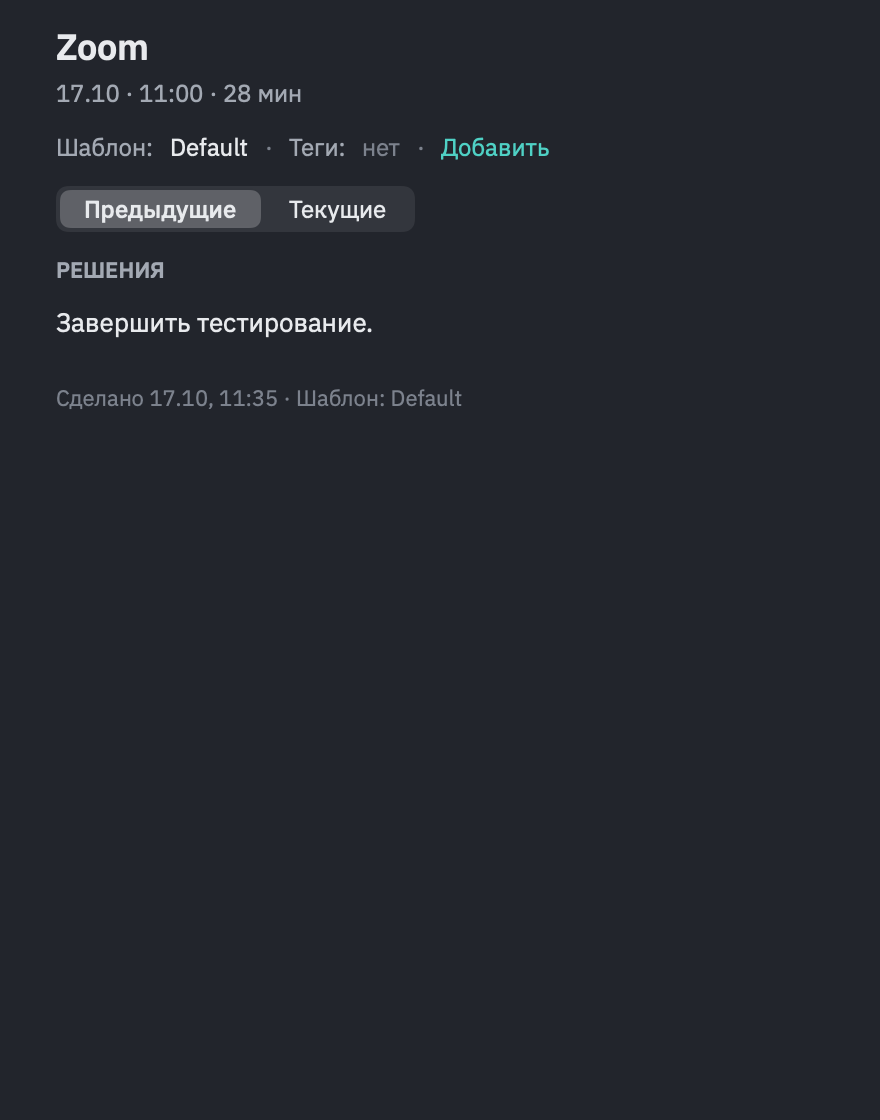 Zoom
17.10 · 11:00 · 28 мин
Шаблон: Default · Теги: нет · Добавить
Предыдущие Текущие
РЕШЕНИЯ
Завершить тестирование.
Сделано 17.10, 11:35 · Шаблон: Default